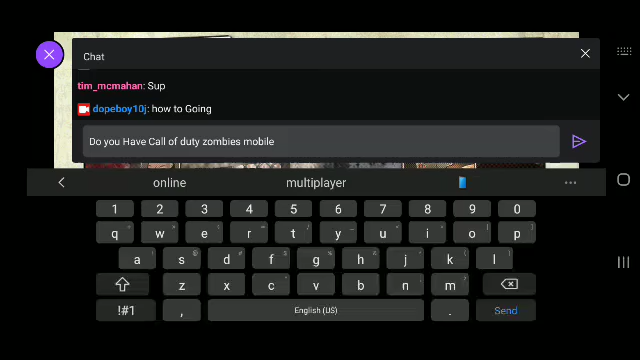 Chat
tim_mcmahan: Sup
dopeboy10j: how to Going
Do you Have Call of duty zombies mobile
online multiplayer
1 2 3 4 5 6 7 8 9 0
q w e r t y u i o p
a s d f g h j k l
z x c v b n m
!#1 , English (US) . Send